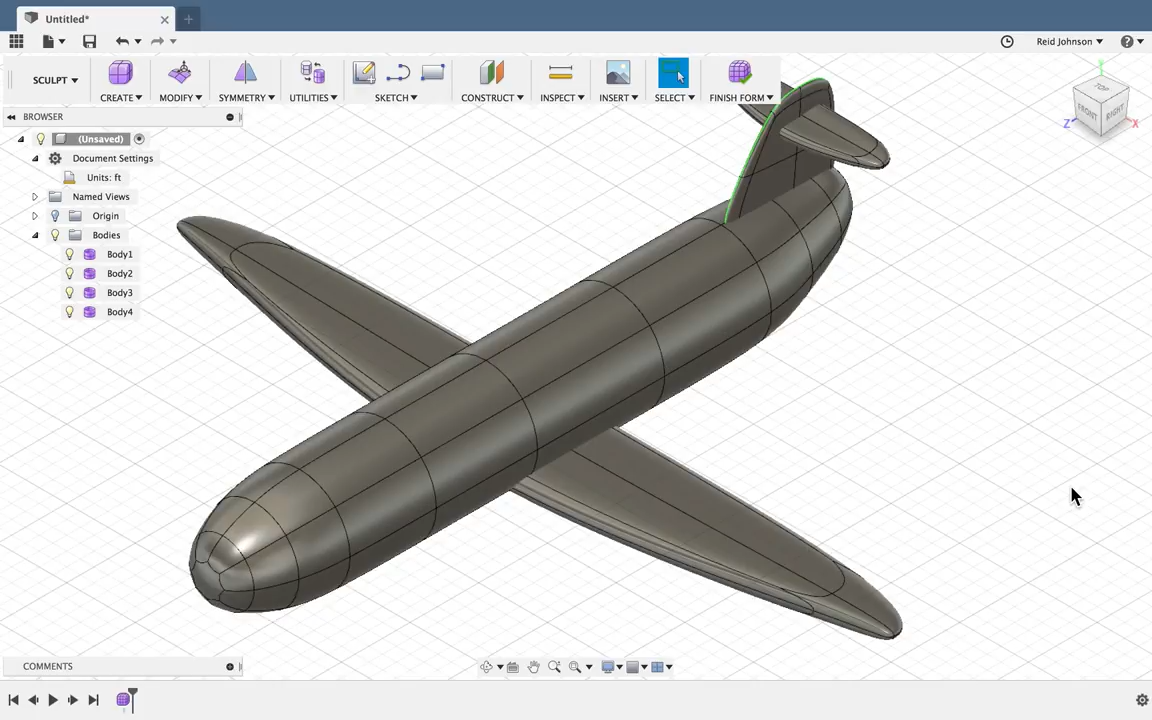 Untitled*
Reid Johnson
SCULPT
CREATE
MODIFY
SYMMETRY
UTILITIES
SKETCH
CONSTRUCT
INSPECT
INSERT
SELECT
FINISH FORM
BROWSER
(Unsaved)
Document Settings
Units: ft
Named Views
Origin
Bodies
Body1
Body2
Body3
Body4
TOP
FRONT
RIGHT
Y
Z
X
COMMENTS